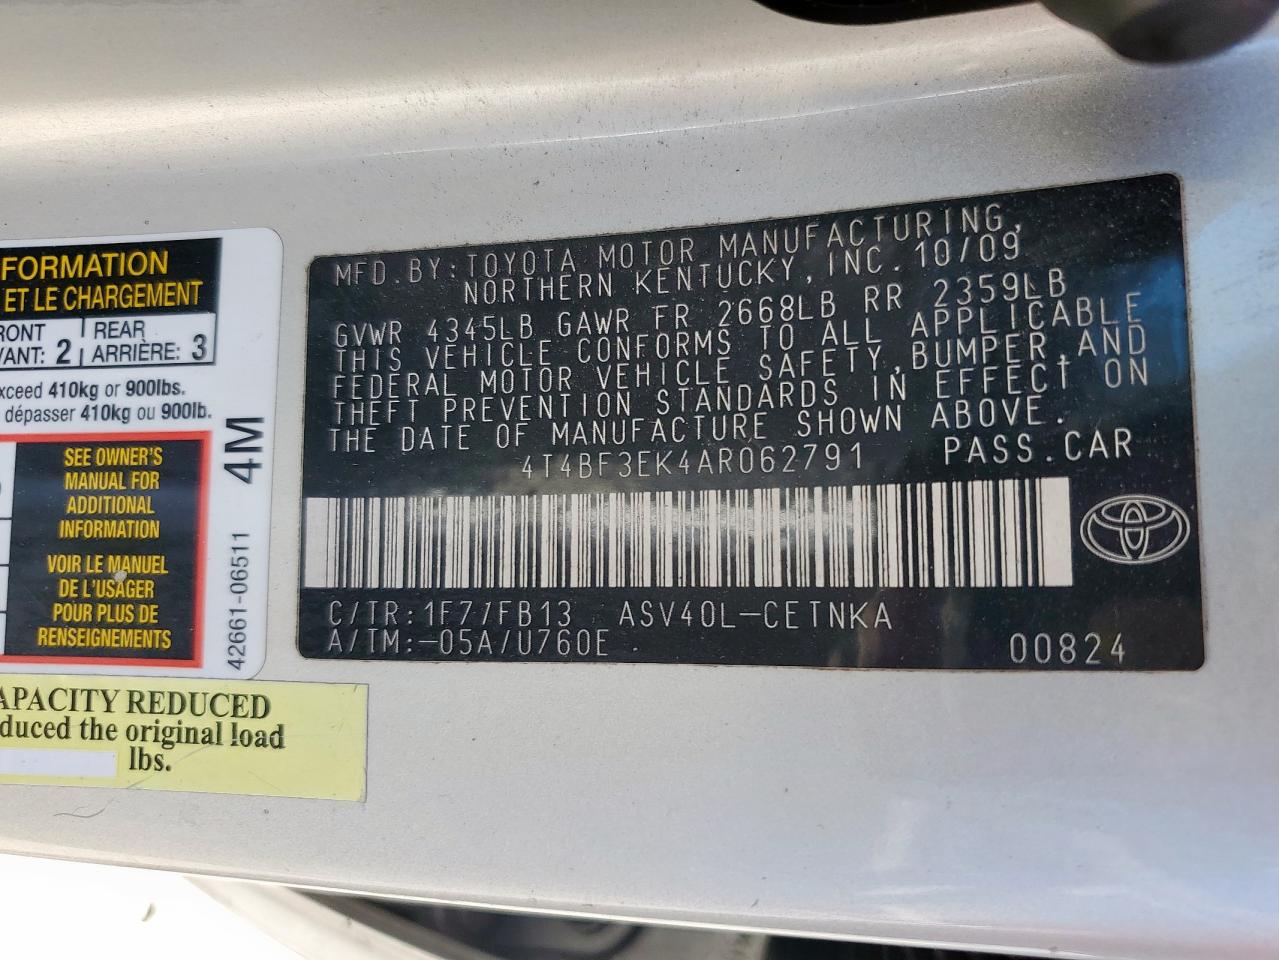 FORMATION
ET LE CHARGEMENT
RONT REAR
VANT: 2 ARRIÈRE: 3
xceed 410kg or 900lbs.
dépasser 410kg ou 900lb.
SEE OWNER'S
MANUAL FOR
ADDITIONAL
INFORMATION
VOIR LE MANUEL
DE L'USAGER
POUR PLUS DE
RENSEIGNEMENTS
4M
42661-06511
APACITY REDUCED
duced the original load
lbs.
MFD.BY:TOYOTA MOTOR MANUFACTURING,
NORTHERN KENTUCKY, INC. 10/09
GVWR 4345LB GAWR FR 2668LB RR 2359LB
THIS VEHICLE CONFORMS TO ALL APPLICABLE
FEDERAL MOTOR VEHICLE SAFETY,BUMPER,AND
THEFT PREVENTION STANDARDS IN EFFECT ON
THE DATE OF MANUFACTURE SHOWN ABOVE.
4T4BF3EK4AR062791 PASS.CAR
C/TR:1F7/FB13 ASV40L-CETNKA
A/TM:-05A/U760E 00824